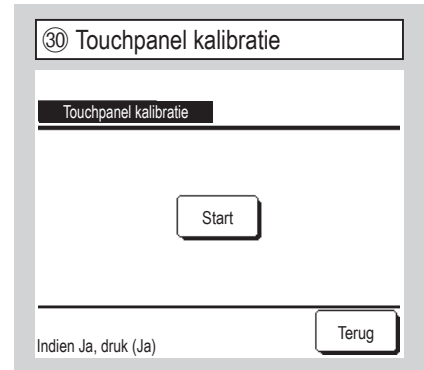 ㉚ Touchpanel kalibratie
Touchpanel kalibratie
Start
Terug
Indien Ja, druk (Ja)